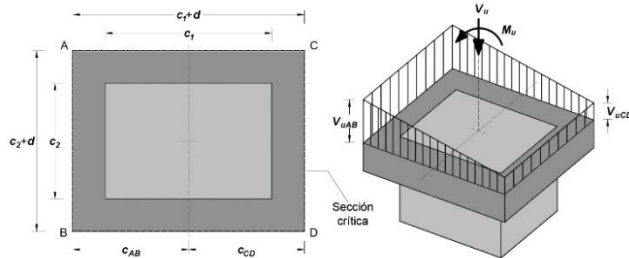 c₁+d
c₁
A
C
c₂+d
c₂
B
D
c_AB
c_CD
Sección
crítica
V_u
M_u
V_uAB
V_uCD